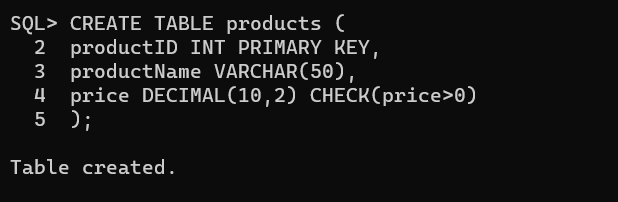 SQL> CREATE TABLE products (
  2  productID INT PRIMARY KEY,
  3  productName VARCHAR(50),
  4  price DECIMAL(10,2) CHECK(price>0)
  5  );
Table created.